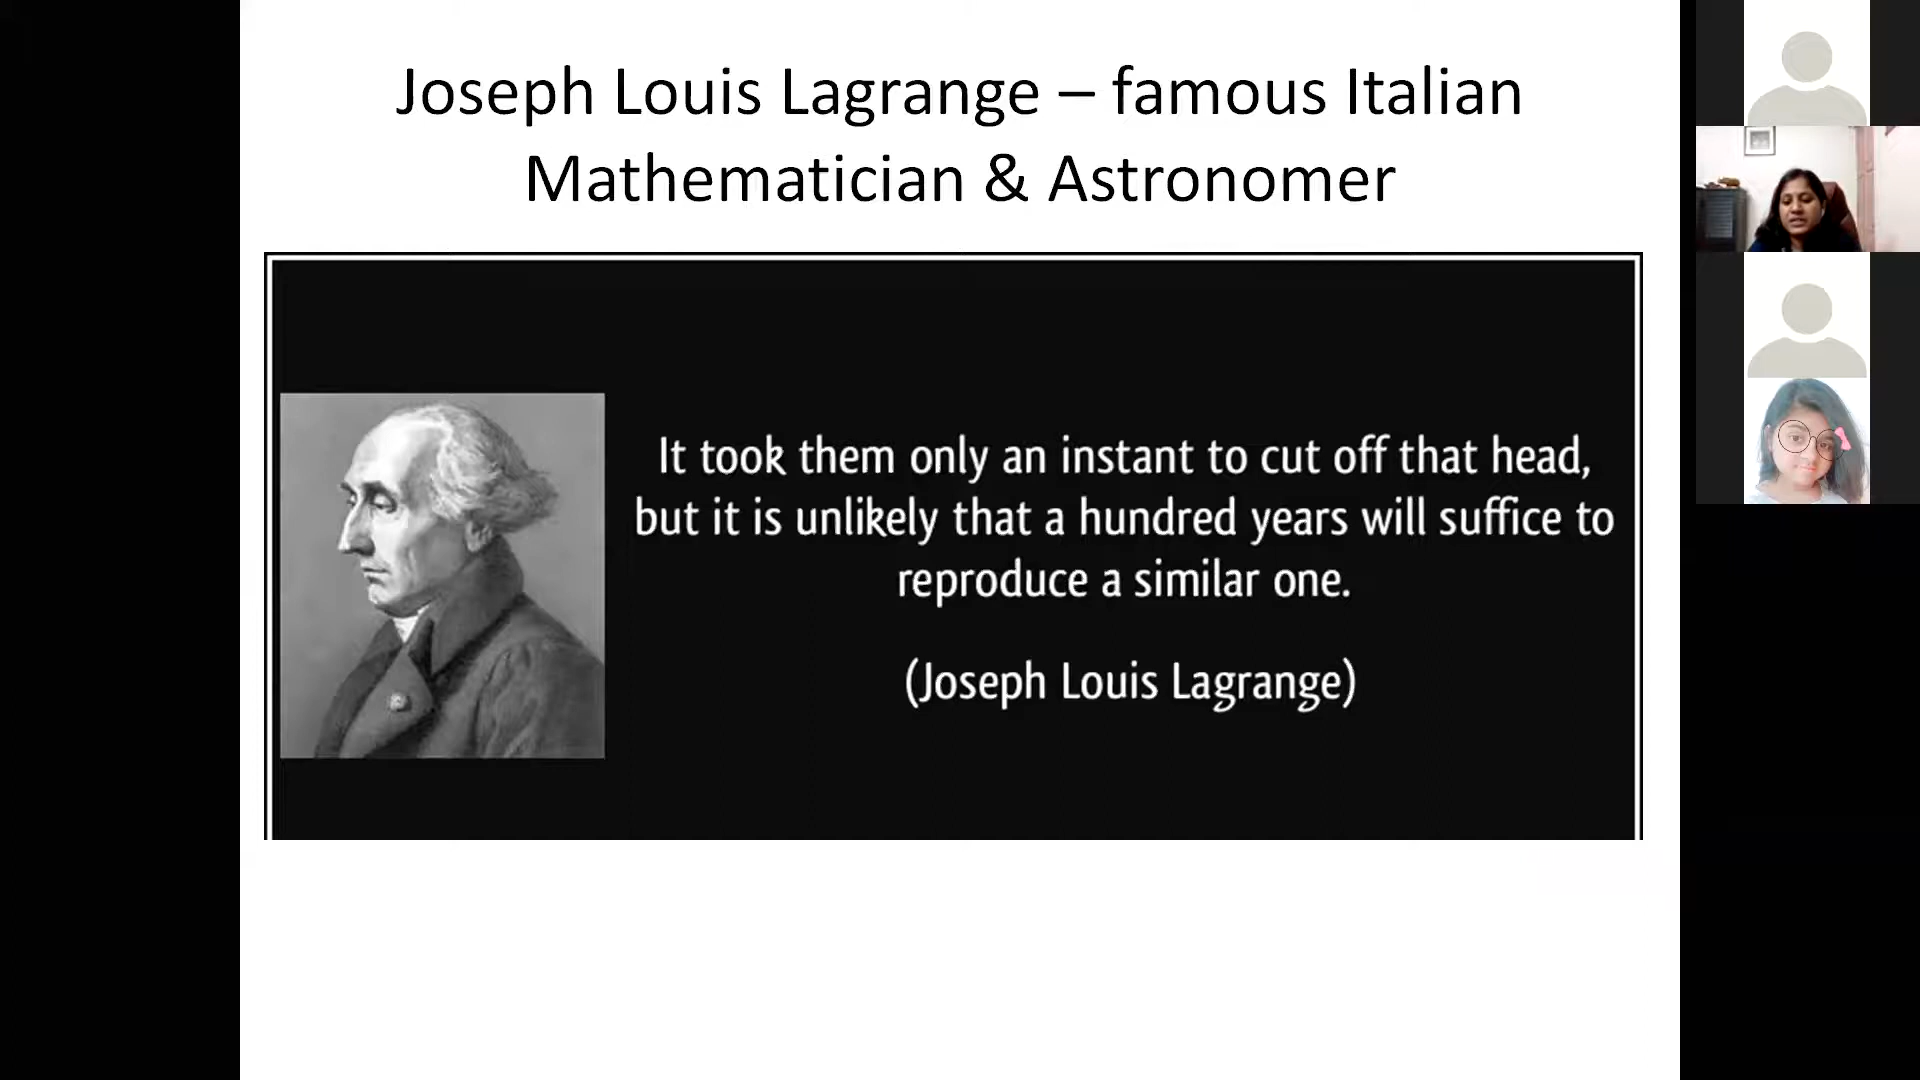 Joseph Louis Lagrange – famous Italian
Mathematician & Astronomer
It took them only an instant to cut off that head,
but it is unlikely that a hundred years will suffice to
reproduce a similar one.
(Joseph Louis Lagrange)